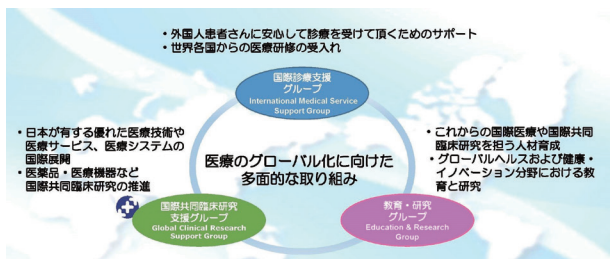 ・外国人患者さんに安心して診療を受けて頂くためのサポート
・世界各国からの医療研修の受入れ
国際診療支援
グループ
International Medical Service
Support Group
・日本が有する優れた医療技術や
医療サービス、医療システムの
国際展開
・医薬品・医療機器など
国際共同臨床研究の推進
医療のグローバル化に向けた
多面的な取り組み
・これからの国際医療や国際共同
臨床研究を担う人材育成
・グローバルヘルスおよび健康・
イノベーション分野における教
育と研究
国際共同臨床研究
支援グループ
Global Clinical Research
Support Group
教育・研究
グループ
Education & Research
Group